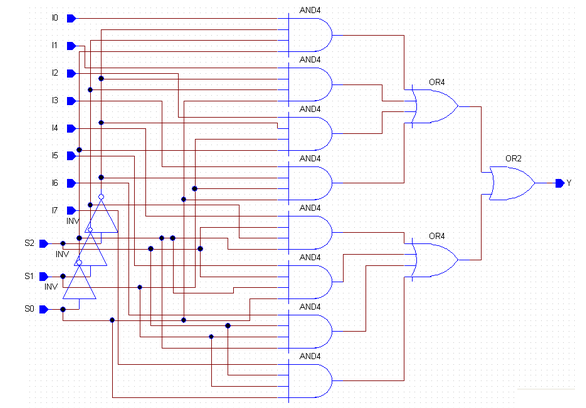 AND4
I0
I1
AND4
I2
OR4
I3
AND4
I4
I5
AND4
OR2
I6
Y
I7
AND4
INV
S2
OR4
INV
AND4
S1
INV
AND4
S0
AND4